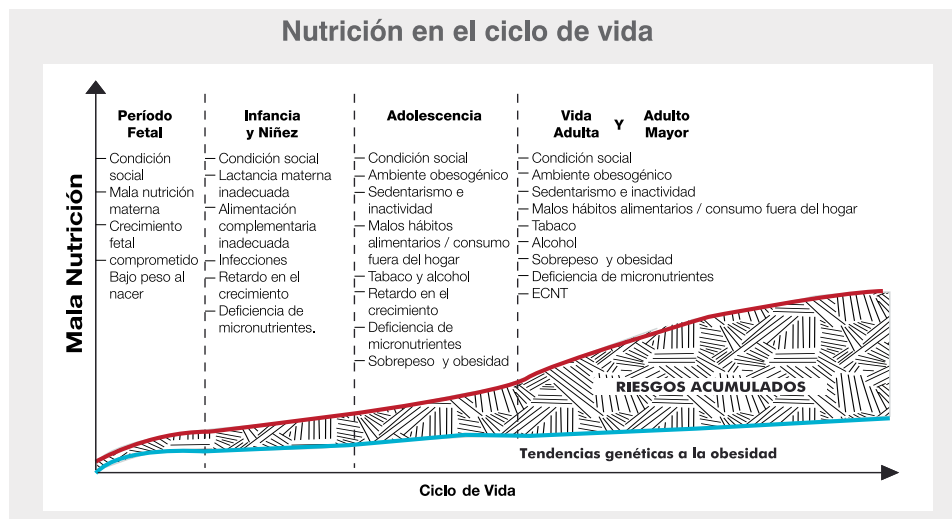 Nutrición en el ciclo de vida
Mala Nutrición
Período
Fetal
Condición
social
Mala nutrición
materna
Crecimiento
fetal
comprometido
Bajo peso al
nacer
Infancia
y Niñez
Condición social
Lactancia materna
inadecuada
Alimentación
complementaria
inadecuada
Infecciones
Retardo en el
crecimiento
Deficiencia de
micronutrientes.
Adolescencia
Condición social
Ambiente obesogénico
Sedentarismo e
inactividad
Malos hábitos
alimentarios / consumo
fuera del hogar
Tabaco y alcohol
Retardo en el
crecimiento
Deficiencia de
micronutrientes
Sobrepeso y obesidad
Vida
Adulta Y Adulto
Mayor
Condición social
Ambiente obesogénico
Sedentarismo e inactividad
Malos hábitos alimentarios / consumo fuera del hogar
Tabaco
Alcohol
Sobrepeso y obesidad
Deficiencia de micronutrientes
ECNT
RIESGOS ACUMULADOS
Tendencias genéticas a la obesidad
Ciclo de Vida